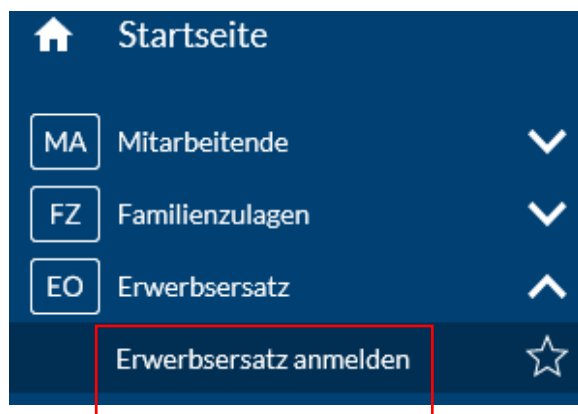 Startseite
MA Mitarbeitende
FZ Familienzulagen
EO Erwerbsersatz
Erwerbsersatz anmelden